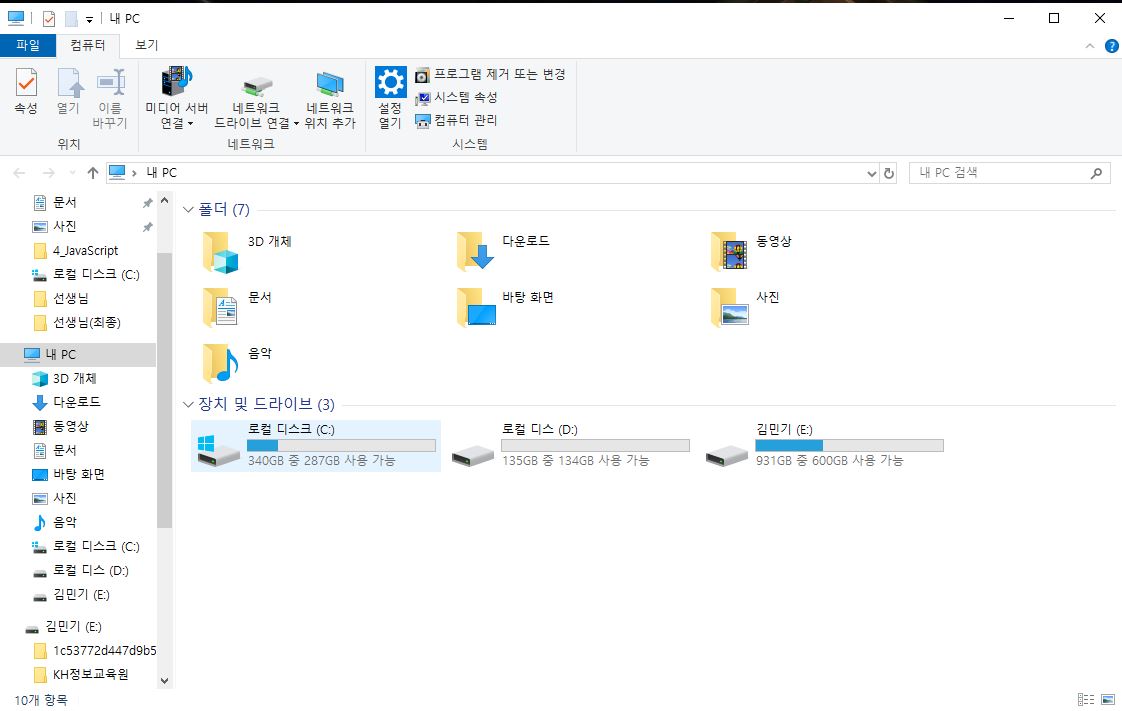 내 PC
파일 컴퓨터 보기
속성
열기
이름
바꾸기
위치
미디어 서버
연결
네트워크
드라이브 연결
네트워크
위치 추가
네트워크
설정
열기
프로그램 제거 또는 변경
시스템 속성
컴퓨터 관리
시스템
내 PC
내 PC 검색
문서
사진
4_JavaScript
로컬 디스크 (C:)
선생님
선생님(최종)
내 PC
3D 개체
다운로드
동영상
문서
바탕 화면
사진
음악
로컬 디스크 (C:)
로컬 디스 (D:)
김민기 (E:)
김민기 (E:)
1c53772d447d9b5
KH정보교육원
폴더 (7)
3D 개체
다운로드
동영상
문서
바탕 화면
사진
음악
장치 및 드라이브 (3)
로컬 디스크 (C:)
340GB 중 287GB 사용 가능
로컬 디스 (D:)
135GB 중 134GB 사용 가능
김민기 (E:)
931GB 중 600GB 사용 가능
10개 항목